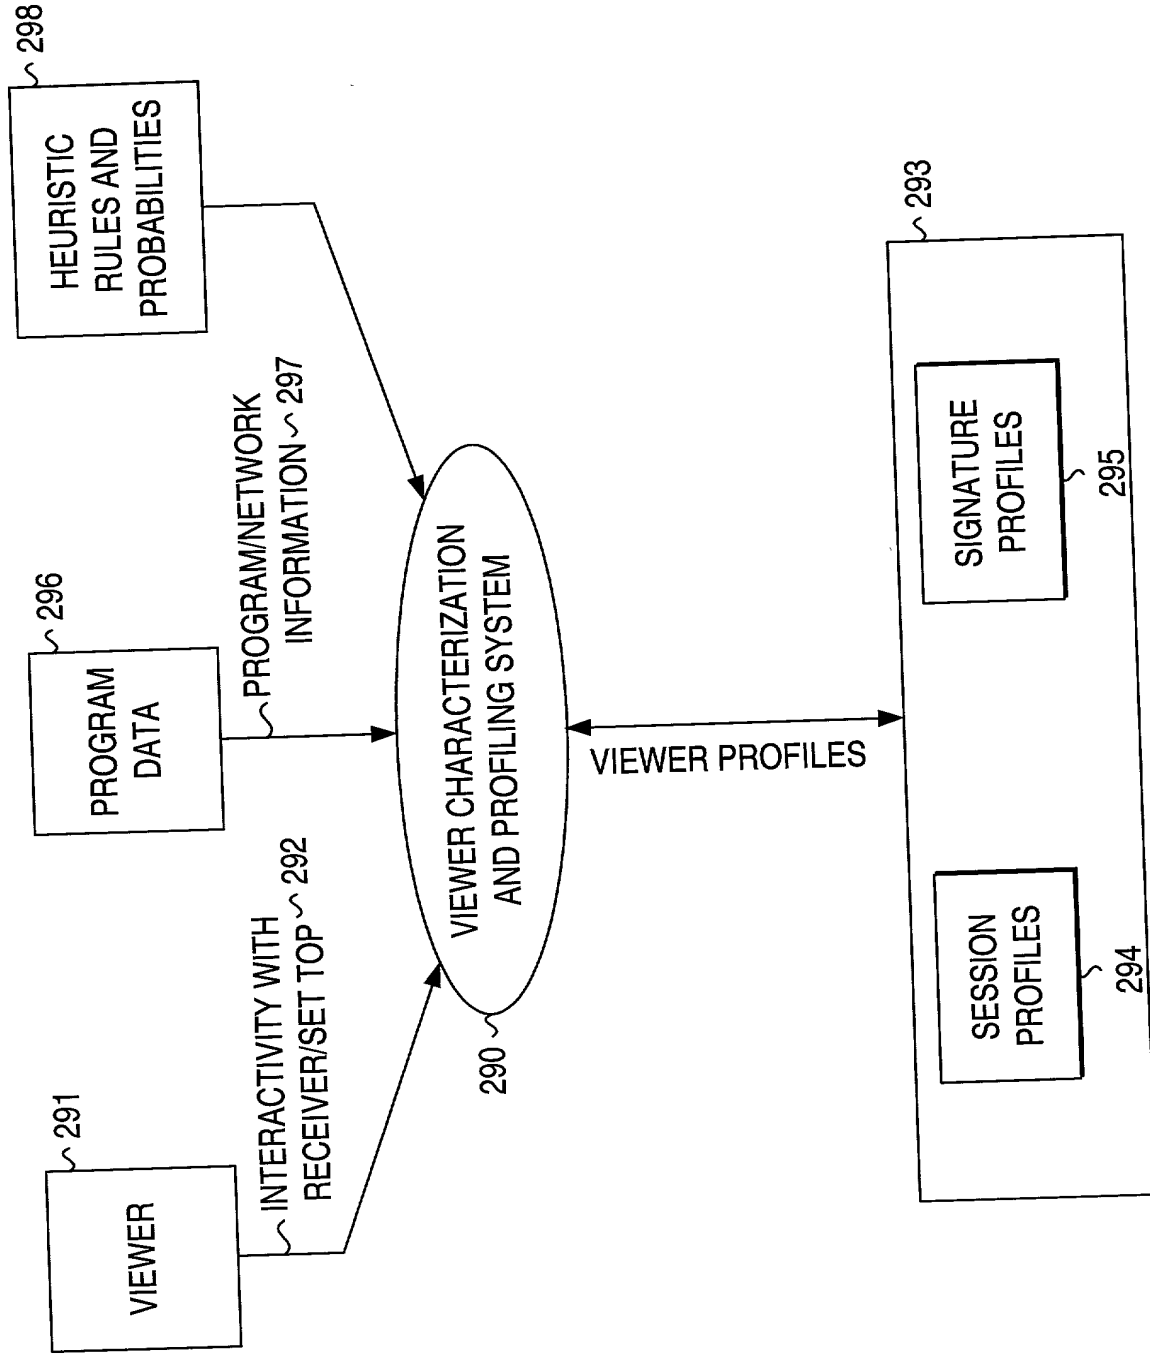 VIEWER
291
INTERACTIVITY WITH
RECEIVER/SET TOP 292
PROGRAM
DATA
296
PROGRAM/NETWORK
INFORMATION 297
HEURISTIC
RULES AND
PROBABILITIES
298
VIEWER CHARACTERIZATION
AND PROFILING SYSTEM
290
VIEWER PROFILES
293
SESSION
PROFILES
294
SIGNATURE
PROFILES
295